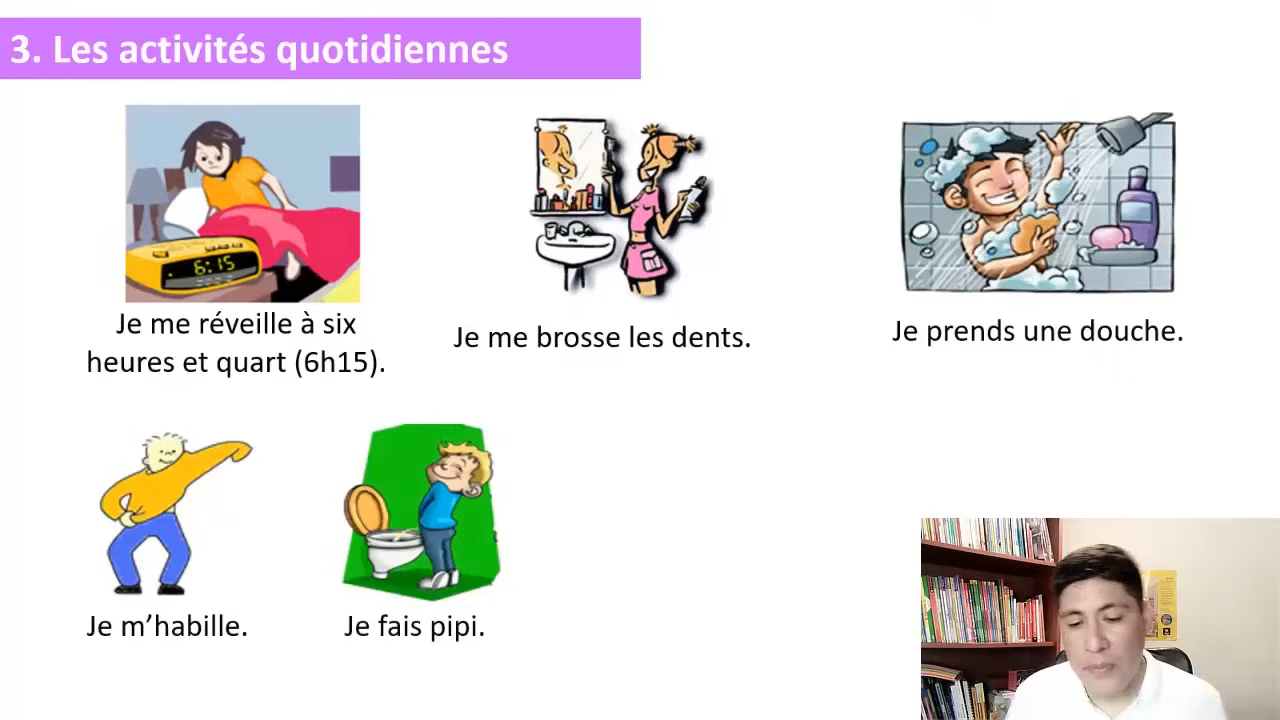 3. Les activités quotidiennes
6:15
Je me réveille à six
heures et quart (6h15).
Je me brosse les dents.
Je prends une douche.
Je m’habille.
Je fais pipi.